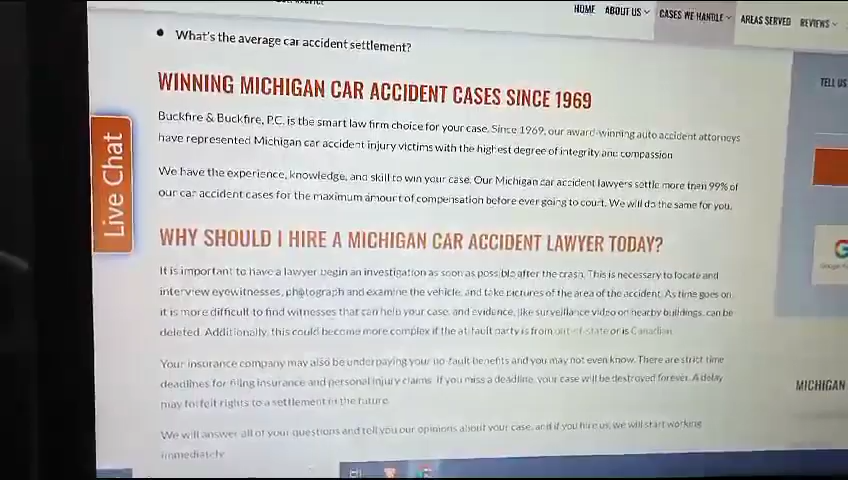 HOME ABOUT US CASES WE HANDLE AREAS SERVED REVIEWS
What's the average car accident settlement?
TELL US
WINNING MICHIGAN CAR ACCIDENT CASES SINCE 1969
Buckfire & Buckfire, P.C. is the smart law firm choice for your case. Since 1969, our award-winning auto accident attorneys
have represented Michigan car accident injury victims with the highest degree of integrity and compassion
We have the experience, knowledge, and skill to win your case. Our Michigan car accident lawyers settle more then 99% of
our car accident cases for the maximum amount of compensation before ever going to court. We will do the same for you.
Live Chat
WHY SHOULD I HIRE A MICHIGAN CAR ACCIDENT LAWYER TODAY?
It is important to have a lawyer begin an investigation as soon as possible after the crash. This is necessary to locate and
interview eyewitnesses, photograph and examine the vehicle, and take pictures of the area of the accident. As time goes on,
it is more difficult to find witnesses that can help your case, and evidence, like surveillance video on nearby buildings, can be
deleted. Additionally, this could become more complex if the at-fault party is from out-of-state or is Canadian.
Your insurance company may also be underpaying your no-fault benefits and you may not even know. There are strict time
deadlines for filing insurance and personal injury claims. If you miss a deadline, your case will be destroyed forever. A delay
may forfeit rights to a settlement in the future.
MICHIGAN
We will answer all of your questions and tell you our opinions about your case, and if you hire us, we will start working
immediately